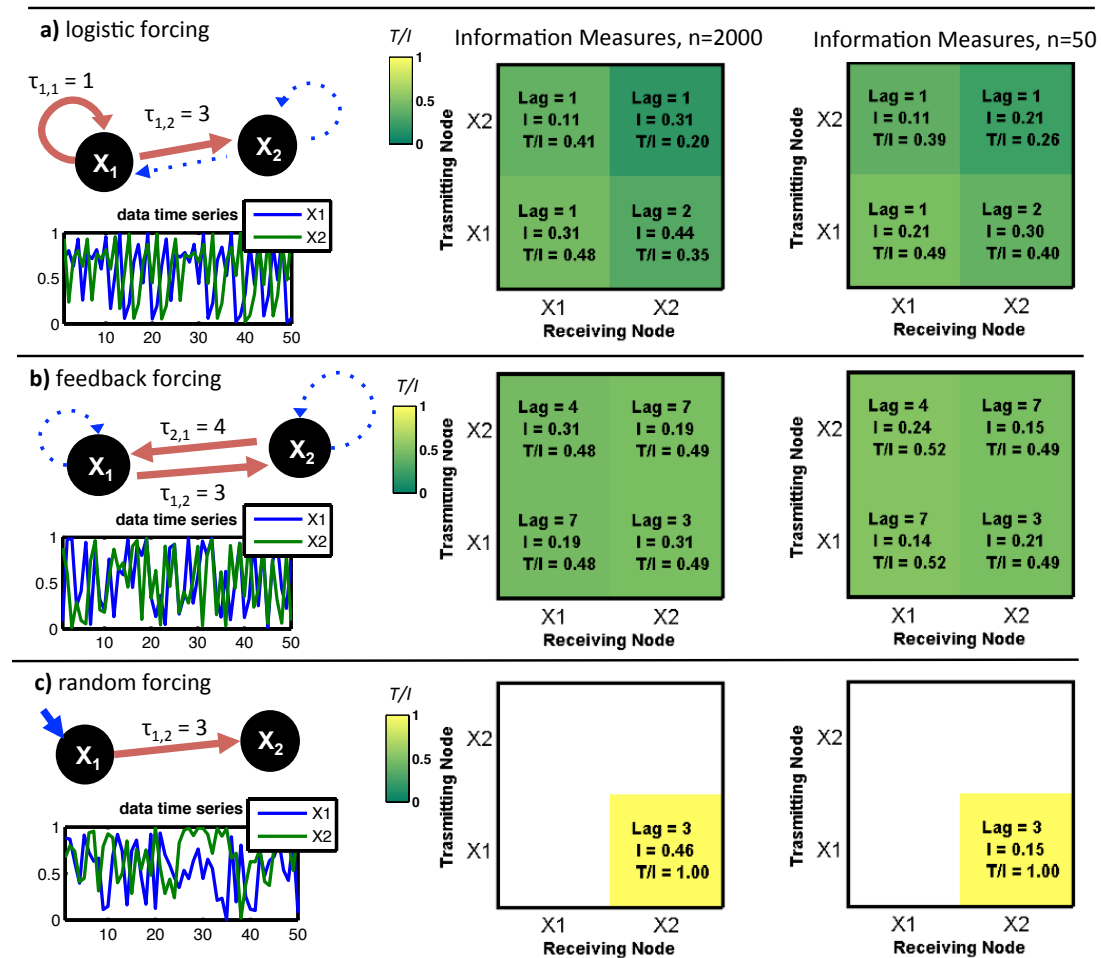 a) logistic forcing
T/I
Information Measures, n=2000
Information Measures, n=50
τ1,1 = 1
τ1,2 = 3
X1
X2
1
0.5
0
data time series
X1
X2
1
0.5
0
10 20 30 40 50
Trasmitting Node
X2
X1
Lag = 1
I = 0.11
T/I = 0.41
Lag = 1
I = 0.31
T/I = 0.20
Lag = 1
I = 0.31
T/I = 0.48
Lag = 2
I = 0.44
T/I = 0.35
X1 X2
Receiving Node
Trasmitting Node
X2
X1
Lag = 1
I = 0.11
T/I = 0.39
Lag = 1
I = 0.21
T/I = 0.26
Lag = 1
I = 0.21
T/I = 0.49
Lag = 2
I = 0.30
T/I = 0.40
X1 X2
Receiving Node
b) feedback forcing
T/I
τ2,1 = 4
X1
X2
τ1,2 = 3
1
0.5
0
data time series
X1
X2
1
0.5
0
10 20 30 40 50
Trasmitting Node
X2
X1
Lag = 4
I = 0.31
T/I = 0.48
Lag = 7
I = 0.19
T/I = 0.49
Lag = 7
I = 0.19
T/I = 0.48
Lag = 3
I = 0.31
T/I = 0.49
X1 X2
Receiving Node
Trasmitting Node
X2
X1
Lag = 4
I = 0.24
T/I = 0.52
Lag = 7
I = 0.15
T/I = 0.49
Lag = 7
I = 0.14
T/I = 0.52
Lag = 3
I = 0.21
T/I = 0.49
X1 X2
Receiving Node
c) random forcing
T/I
τ1,2 = 3
X1
X2
1
0.5
0
data time series
X1
X2
1
0.5
0
10 20 30 40 50
Trasmitting Node
X2
X1
Lag = 3
I = 0.46
T/I = 1.00
X1 X2
Receiving Node
Trasmitting Node
X2
X1
Lag = 3
I = 0.15
T/I = 1.00
X1 X2
Receiving Node